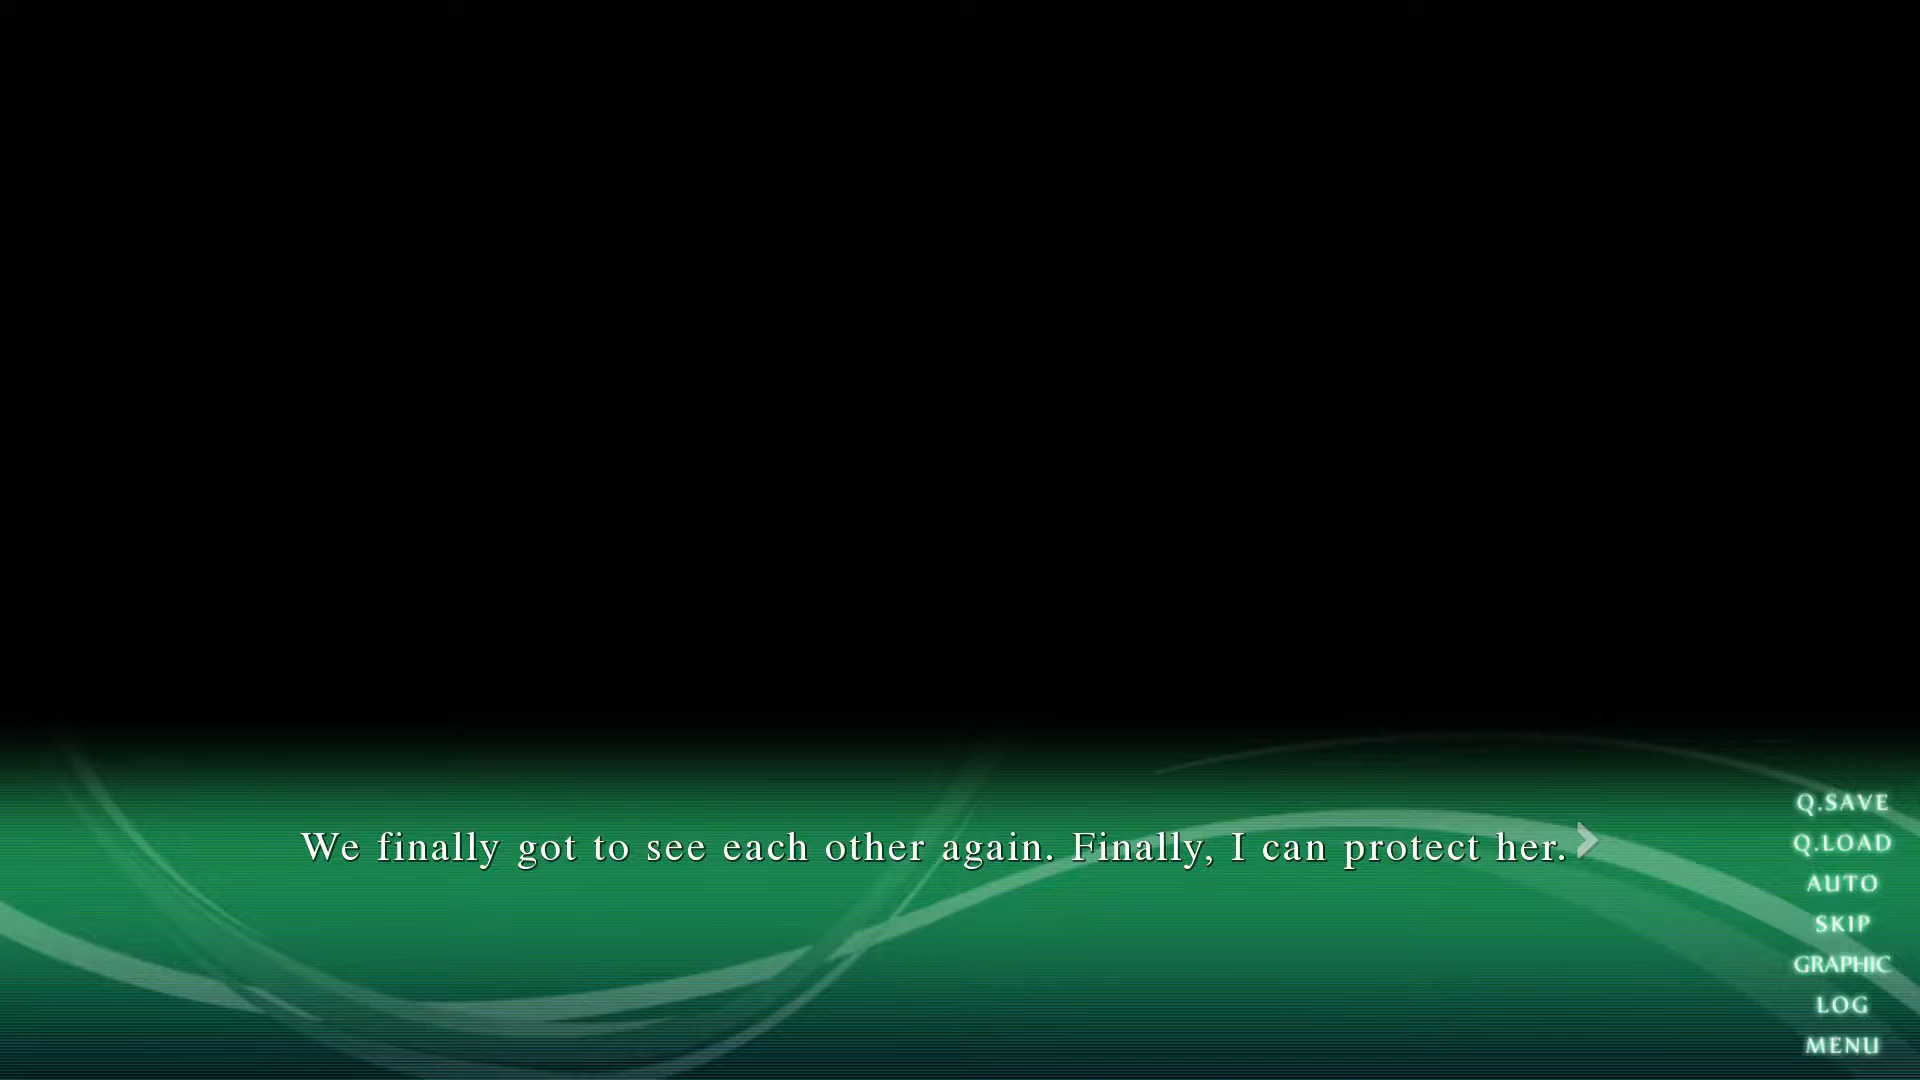 We finally got to see each other again. Finally, I can protect her.
Q.SAVE
Q.LOAD
AUTO
SKIP
GRAPHIC
LOG
MENU